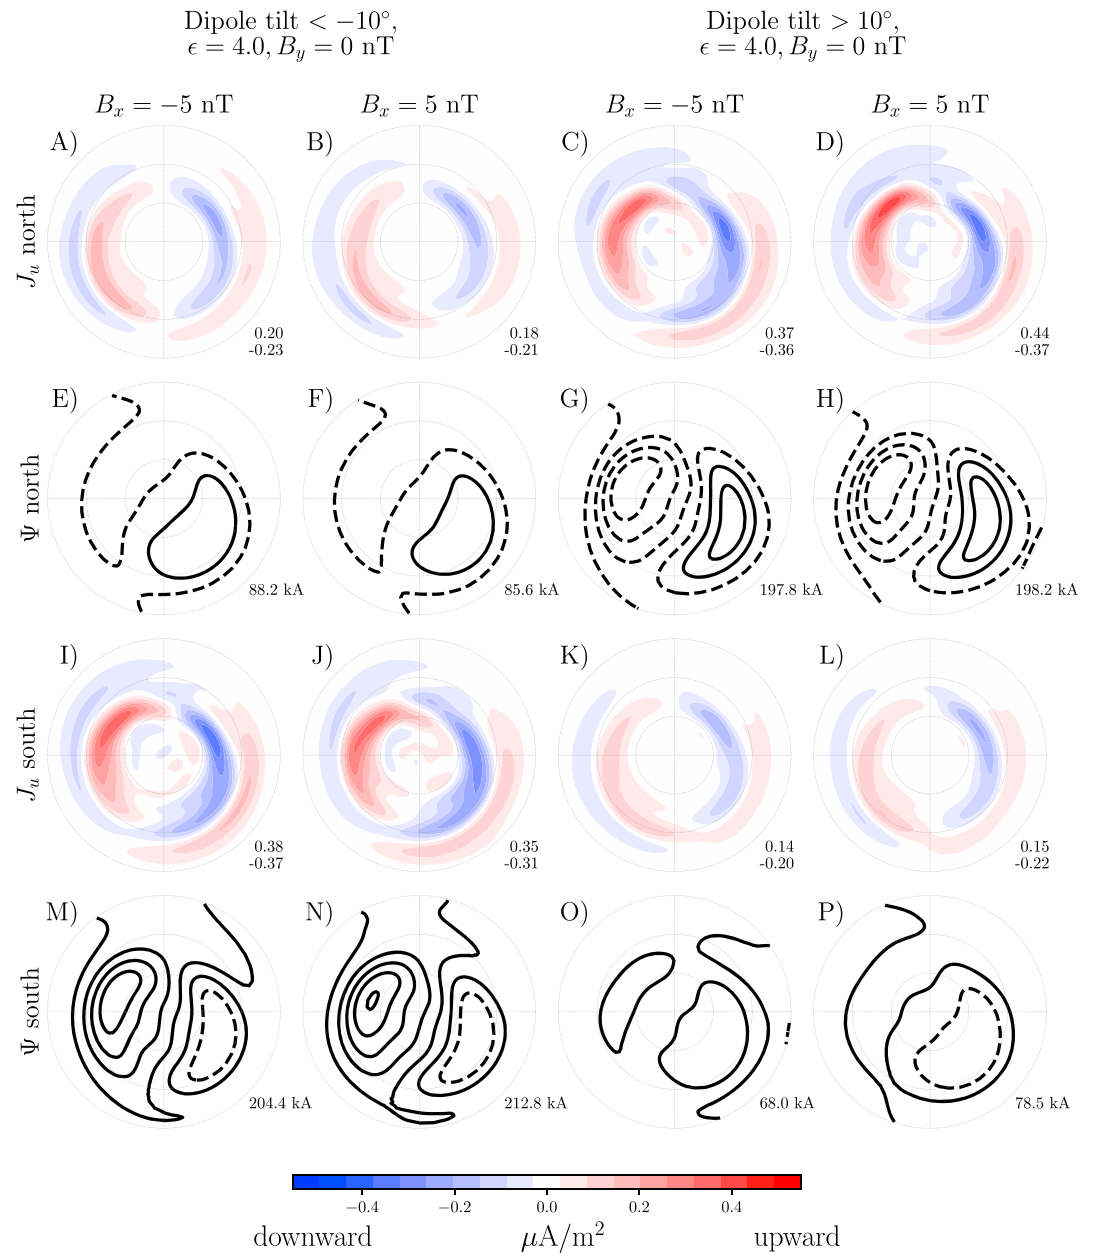 Dipole tilt < −10°,
ϵ = 4.0, B_y = 0 nT
Dipole tilt > 10°,
ϵ = 4.0, B_y = 0 nT
B_x = −5 nT
B_x = 5 nT
B_x = −5 nT
B_x = 5 nT
J_u north
A)
0.20
-0.23
B)
0.18
-0.21
C)
0.37
-0.36
D)
0.44
-0.37
Ψ north
E)
88.2 kA
F)
85.6 kA
G)
197.8 kA
H)
198.2 kA
J_u south
I)
0.38
-0.37
J)
0.35
-0.31
K)
0.14
-0.20
L)
0.15
-0.22
Ψ south
M)
204.4 kA
N)
212.8 kA
O)
68.0 kA
P)
78.5 kA
−0.4 −0.2 0.0 0.2 0.4
downward μA/m² upward